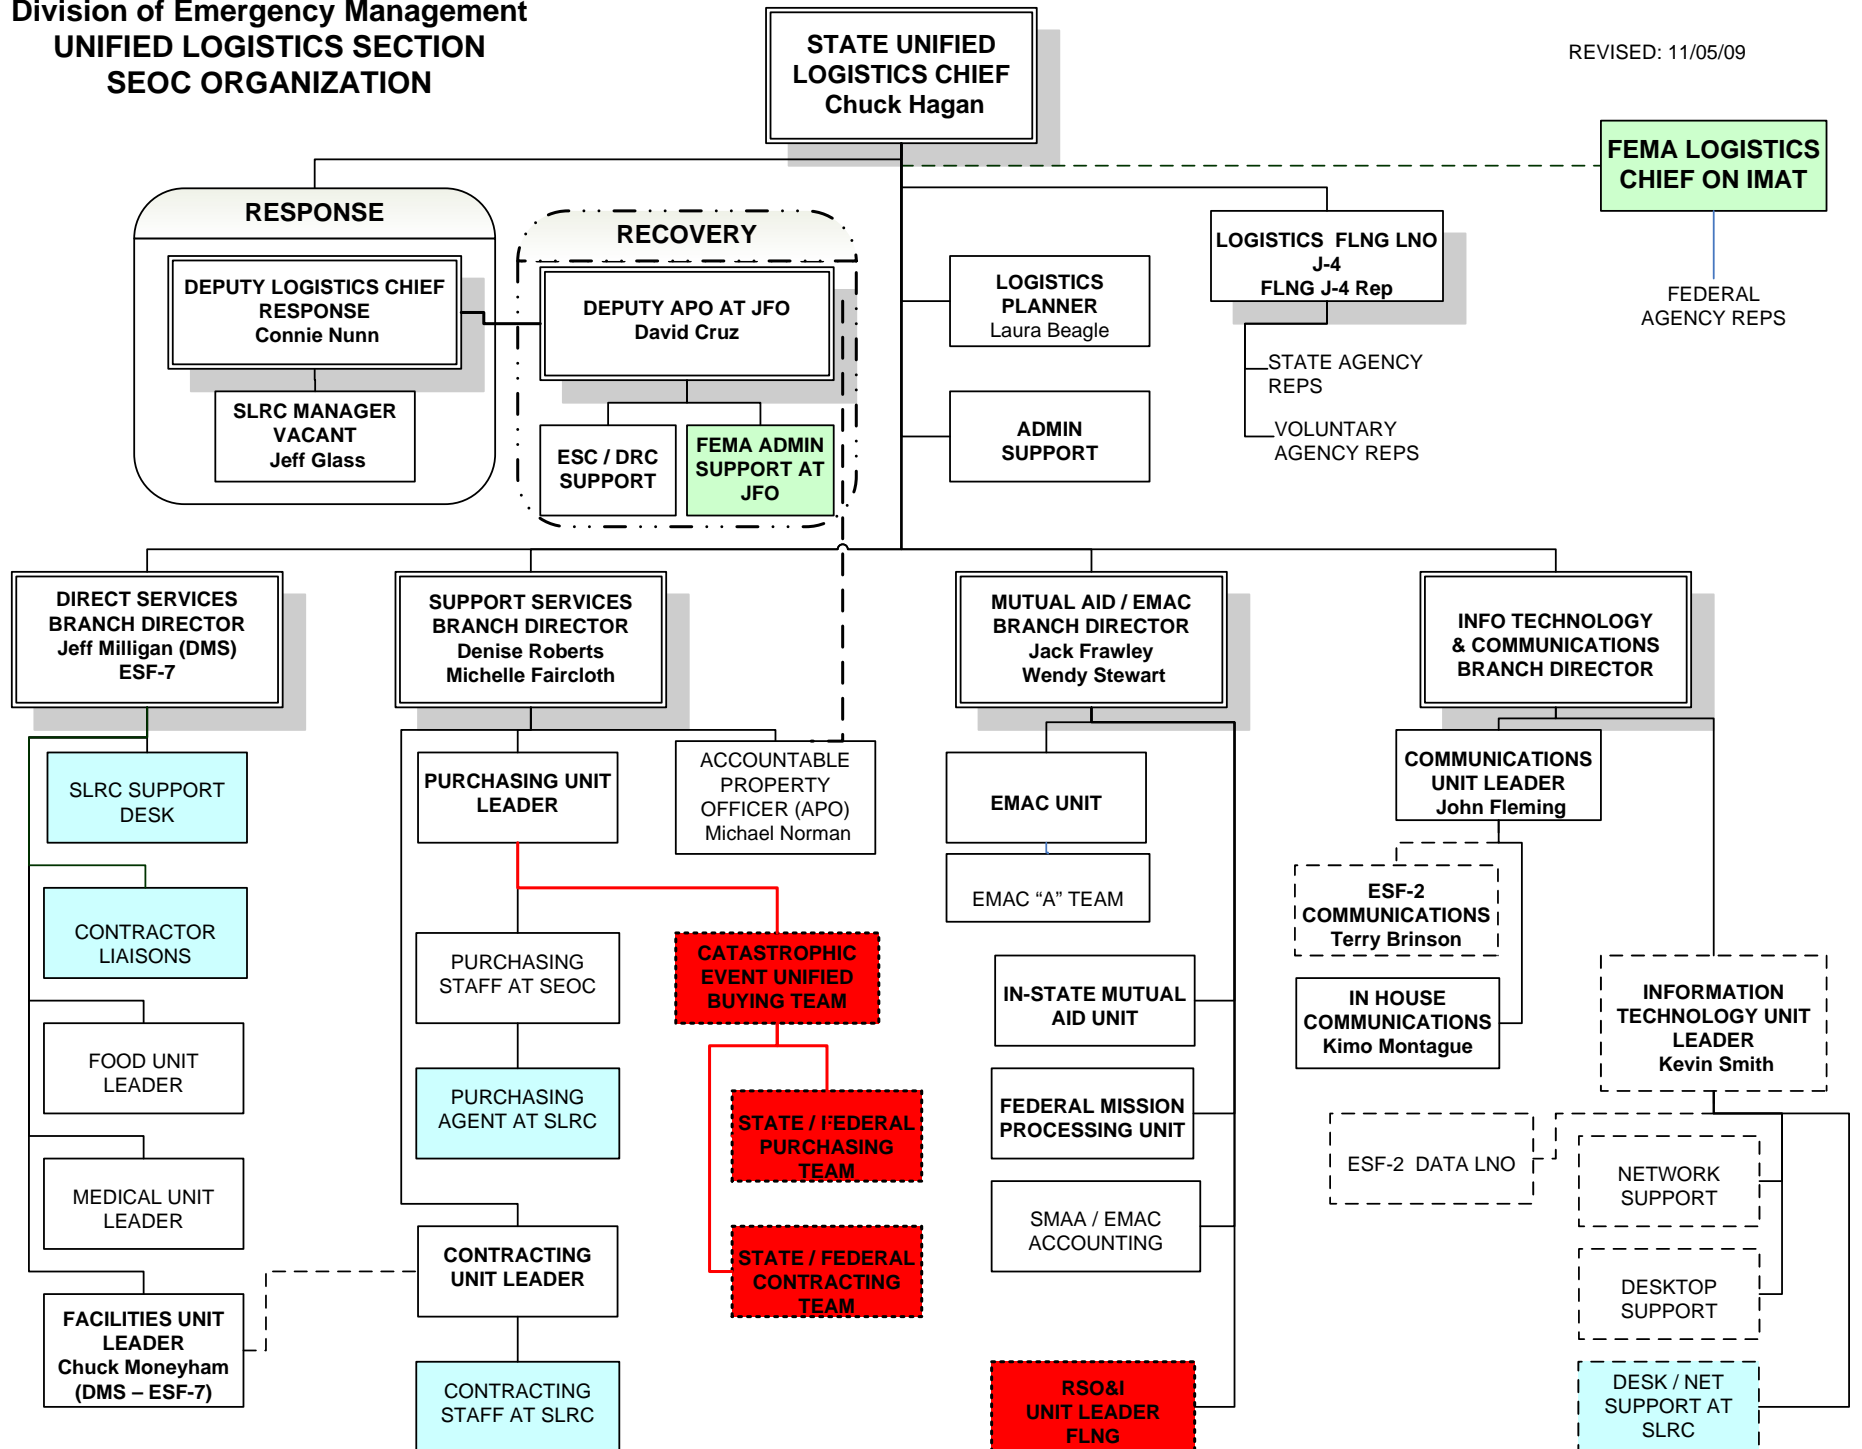 Division of Emergency Management
UNIFIED LOGISTICS SECTION
SEOC ORGANIZATION
STATE UNIFIED
LOGISTICS CHIEF
Chuck Hagan
REVISED: 11/05/09
FEMA LOGISTICS
CHIEF ON IMAT
FEDERAL
AGENCY REPS
RESPONSE
DEPUTY LOGISTICS CHIEF
RESPONSE
Connie Nunn
SLRC MANAGER
VACANT
Jeff Glass
RECOVERY
DEPUTY APO AT JFO
David Cruz
ESC / DRC
SUPPORT
FEMA ADMIN
SUPPORT AT
JFO
LOGISTICS
PLANNER
Laura Beagle
ADMIN
SUPPORT
LOGISTICS FLNG LNO
J-4
FLNG J-4 Rep
STATE AGENCY
REPS
VOLUNTARY
AGENCY REPS
DIRECT SERVICES
BRANCH DIRECTOR
Jeff Milligan (DMS)
ESF-7
SLRC SUPPORT
DESK
CONTRACTOR
LIAISONS
FOOD UNIT
LEADER
MEDICAL UNIT
LEADER
FACILITIES UNIT
LEADER
Chuck Moneyham
(DMS – ESF-7)
SUPPORT SERVICES
BRANCH DIRECTOR
Denise Roberts
Michelle Faircloth
PURCHASING UNIT
LEADER
ACCOUNTABLE
PROPERTY
OFFICER (APO)
Michael Norman
PURCHASING
STAFF AT SEOC
PURCHASING
AGENT AT SLRC
CATASTROPHIC
EVENT UNIFIED
BUYING TEAM
STATE / FEDERAL
PURCHASING
TEAM
STATE / FEDERAL
CONTRACTING
TEAM
CONTRACTING
UNIT LEADER
CONTRACTING
STAFF AT SLRC
MUTUAL AID / EMAC
BRANCH DIRECTOR
Jack Frawley
Wendy Stewart
EMAC UNIT
EMAC “A” TEAM
IN-STATE MUTUAL
AID UNIT
FEDERAL MISSION
PROCESSING UNIT
SMAA / EMAC
ACCOUNTING
RSO&I
UNIT LEADER
FLNG
INFO TECHNOLOGY
& COMMUNICATIONS
BRANCH DIRECTOR
COMMUNICATIONS
UNIT LEADER
John Fleming
ESF-2
COMMUNICATIONS
Terry Brinson
IN HOUSE
COMMUNICATIONS
Kimo Montague
INFORMATION
TECHNOLOGY UNIT
LEADER
Kevin Smith
ESF-2 DATA LNO
NETWORK
SUPPORT
DESKTOP
SUPPORT
DESK / NET
SUPPORT AT
SLRC